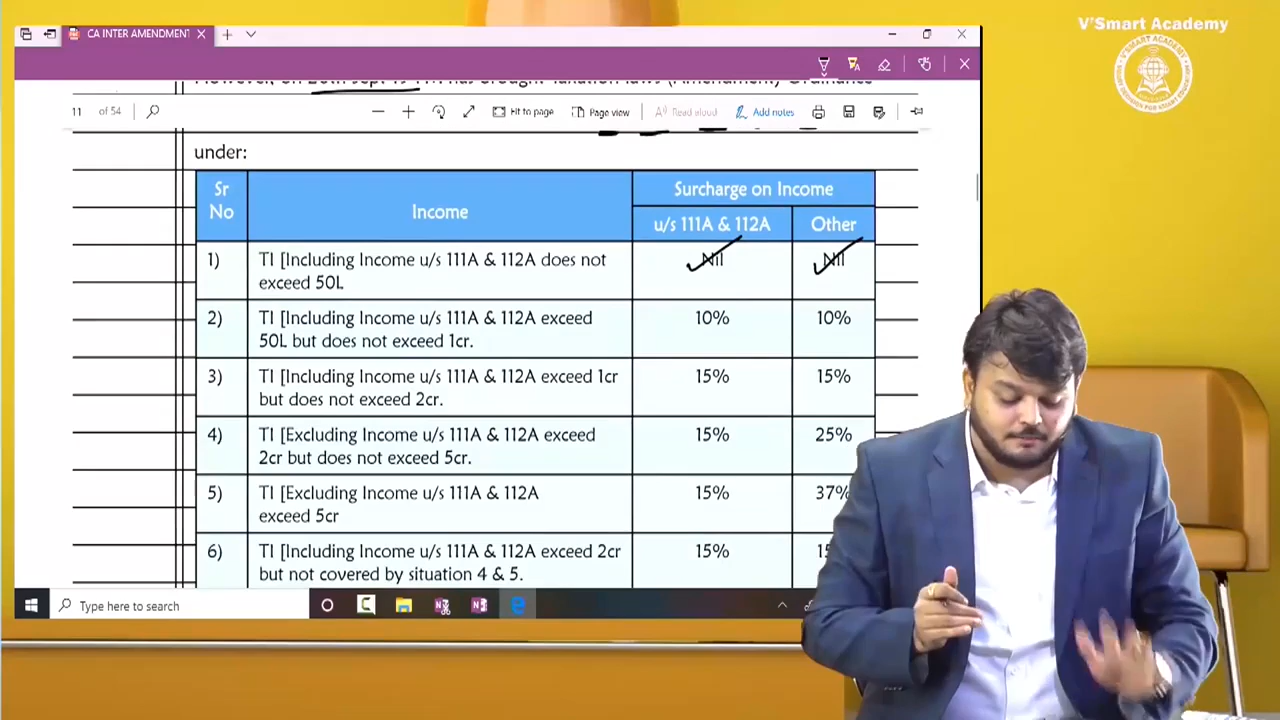 V'Smart Academy
CA INTER AMENDMENT
under:
11 of 54
Fit to page
Page view
Read aloud
Add notes
Sr No
Income
Surcharge on Income
u/s 111A & 112A
Other
1)
TI [Including Income u/s 111A & 112A does not
exceed 50L
Nil
Nil
2)
TI [Including Income u/s 111A & 112A exceed
50L but does not exceed 1cr.
10%
10%
3)
TI [Including Income u/s 111A & 112A exceed 1cr
but does not exceed 2cr.
15%
15%
4)
TI [Excluding Income u/s 111A & 112A exceed
2cr but does not exceed 5cr.
15%
25%
5)
TI [Excluding Income u/s 111A & 112A
exceed 5cr
15%
37%
6)
TI [Including Income u/s 111A & 112A exceed 2cr
but not covered by situation 4 & 5.
15%
Type here to search